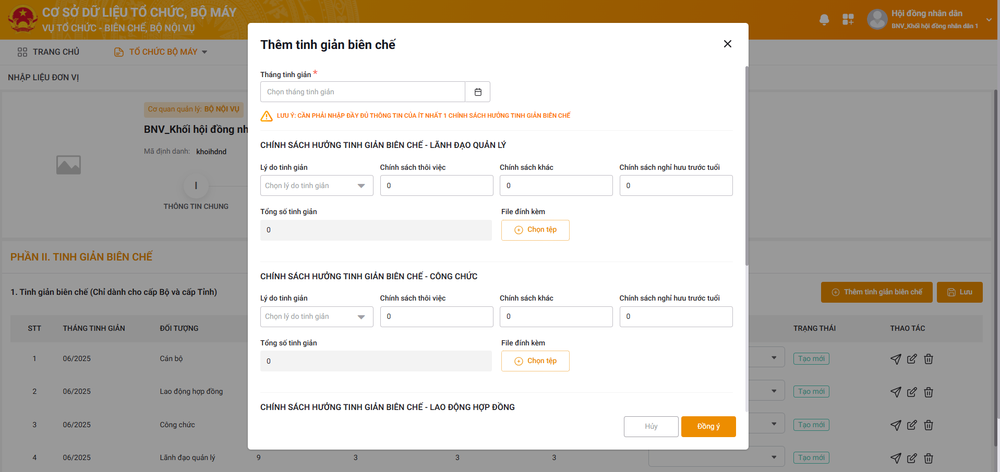 CƠ SỞ DỮ LIỆU TỔ CHỨC, BỘ MÁY
VỤ TỔ CHỨC - BIÊN CHẾ, BỘ NỘI VỤ
Hội đồng nhân dân
BNV_Khối hội đồng nhân dân 1
TRANG CHỦ
TỔ CHỨC BỘ MÁY
NHẬP LIỆU ĐƠN VỊ
Cơ quan quản lý: BỘ NỘI VỤ
BNV_Khối hội đồng nh
Mã định danh: khoihdnd
I
THÔNG TIN CHUNG
PHẦN II. TINH GIẢN BIÊN CHẾ
1. Tinh giản biên chế (Chỉ dành cho cấp Bộ và cấp Tỉnh)
Thêm tinh giản biên chế
Lưu
STT THÁNG TINH GIẢN ĐỐI TƯỢNG TRẠNG THÁI THAO TÁC
1 06/2025 Cán bộ Tạo mới
2 06/2025 Lao động hợp đồng Tạo mới
3 06/2025 Công chức Tạo mới
4 06/2025 Lãnh đạo quản lý 9 3 3 3 Tạo mới
Thêm tinh giản biên chế
Tháng tinh giản *
Chọn tháng tinh giản
LƯU Ý: CẦN PHẢI NHẬP ĐẦY ĐỦ THÔNG TIN CỦA ÍT NHẤT 1 CHÍNH SÁCH HƯỞNG TINH GIẢN BIÊN CHẾ
CHÍNH SÁCH HƯỞNG TINH GIẢN BIÊN CHẾ - LÃNH ĐẠO QUẢN LÝ
Lý do tinh giản Chính sách thôi việc Chính sách khác Chính sách nghỉ hưu trước tuổi
Chọn lý do tinh giản 0 0 0
Tổng số tinh giản File đính kèm
0 Chọn tệp
CHÍNH SÁCH HƯỞNG TINH GIẢN BIÊN CHẾ - CÔNG CHỨC
Lý do tinh giản Chính sách thôi việc Chính sách khác Chính sách nghỉ hưu trước tuổi
Chọn lý do tinh giản 0 0 0
Tổng số tinh giản File đính kèm
0 Chọn tệp
CHÍNH SÁCH HƯỞNG TINH GIẢN BIÊN CHẾ - LAO ĐỘNG HỢP ĐỒNG
Hủy Đồng ý